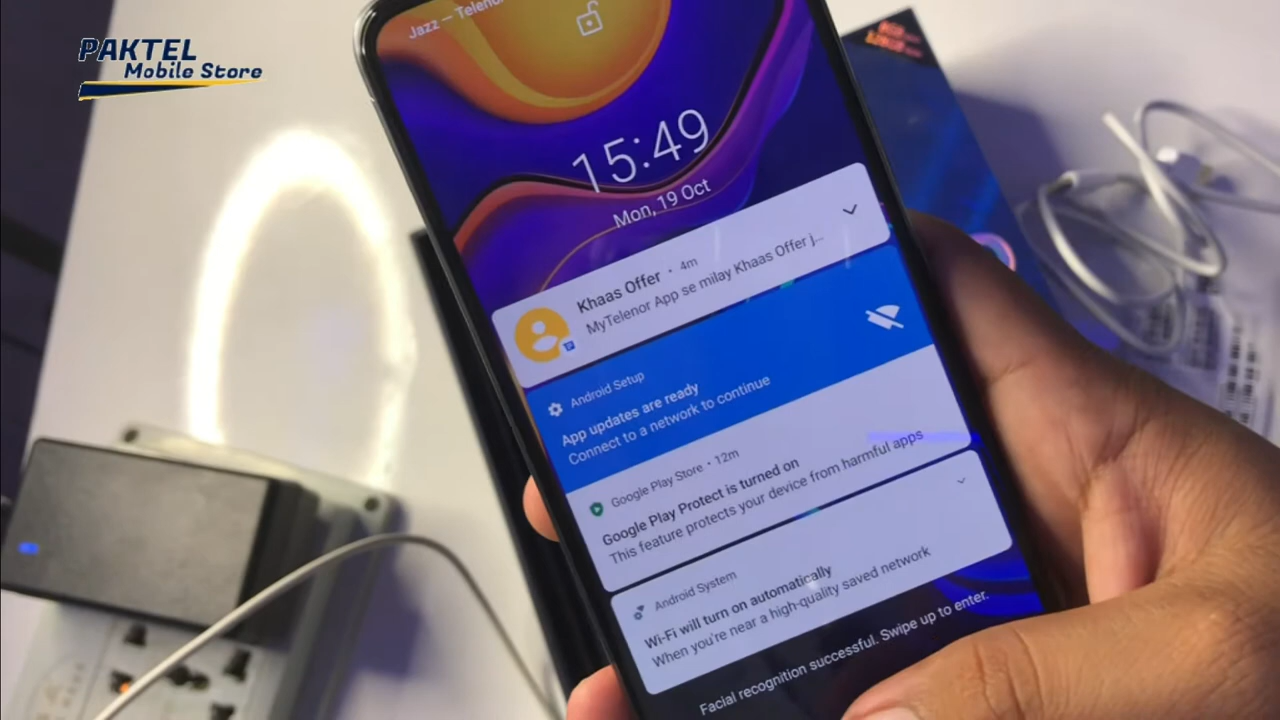 PAKTEL
Mobile Store
Jazz — Telenor
15:49
Mon, 19 Oct
Khaas Offer • 4m
MyTelenor App se milay Khaas Offer j...
Android Setup
App updates are ready
Connect to a network to continue
Google Play Store • 12m
Google Play Protect is turned on
This feature protects your device from harmful apps
Android System
Wi-Fi will turn on automatically
When you're near a high-quality saved network
Facial recognition successful. Swipe up to enter.